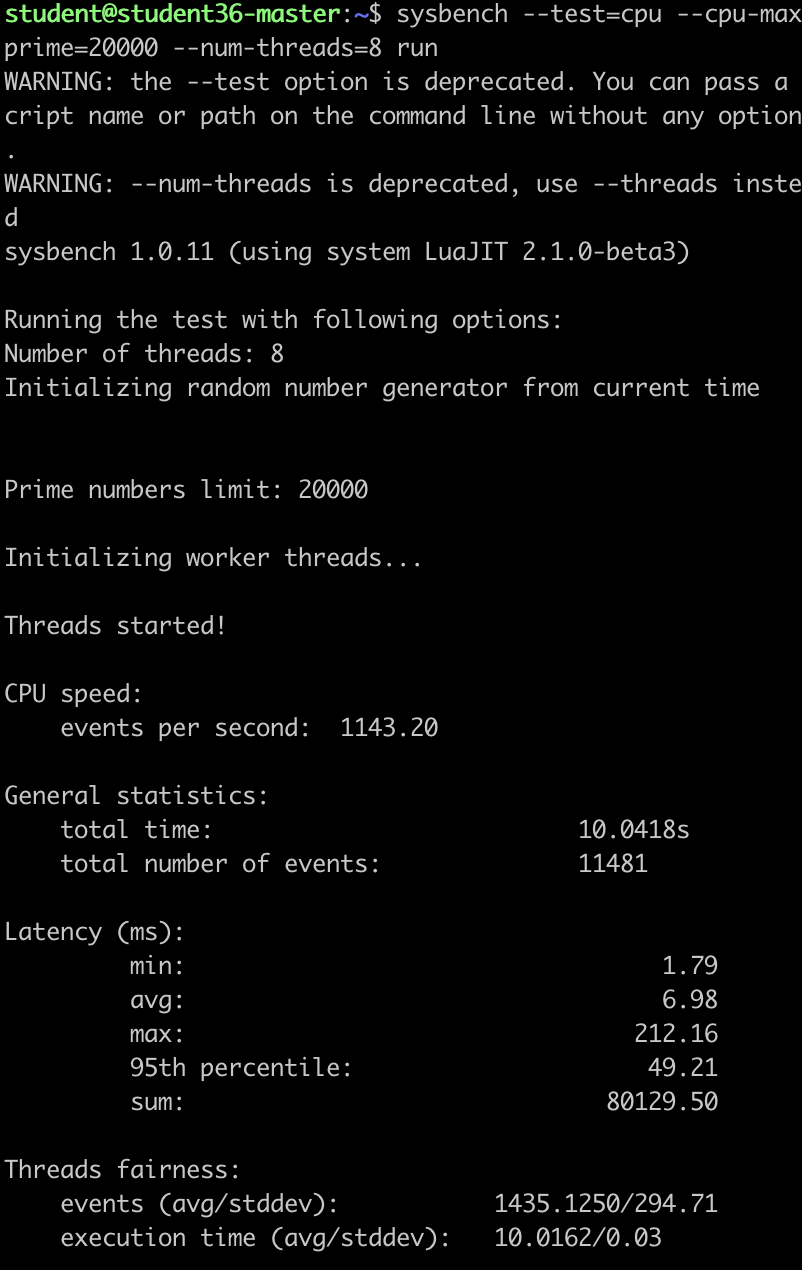 student@student36-master:~$ sysbench --test=cpu --cpu-max
prime=20000 --num-threads=8 run
WARNING: the --test option is deprecated. You can pass a
cript name or path on the command line without any option
.
WARNING: --num-threads is deprecated, use --threads inste
d
sysbench 1.0.11 (using system LuaJIT 2.1.0-beta3)
Running the test with following options:
Number of threads: 8
Initializing random number generator from current time
Prime numbers limit: 20000
Initializing worker threads...
Threads started!
CPU speed:
events per second: 1143.20
General statistics:
total time: 10.0418s
total number of events: 11481
Latency (ms):
min: 1.79
avg: 6.98
max: 212.16
95th percentile: 49.21
sum: 80129.50
Threads fairness:
events (avg/stddev): 1435.1250/294.71
execution time (avg/stddev): 10.0162/0.03